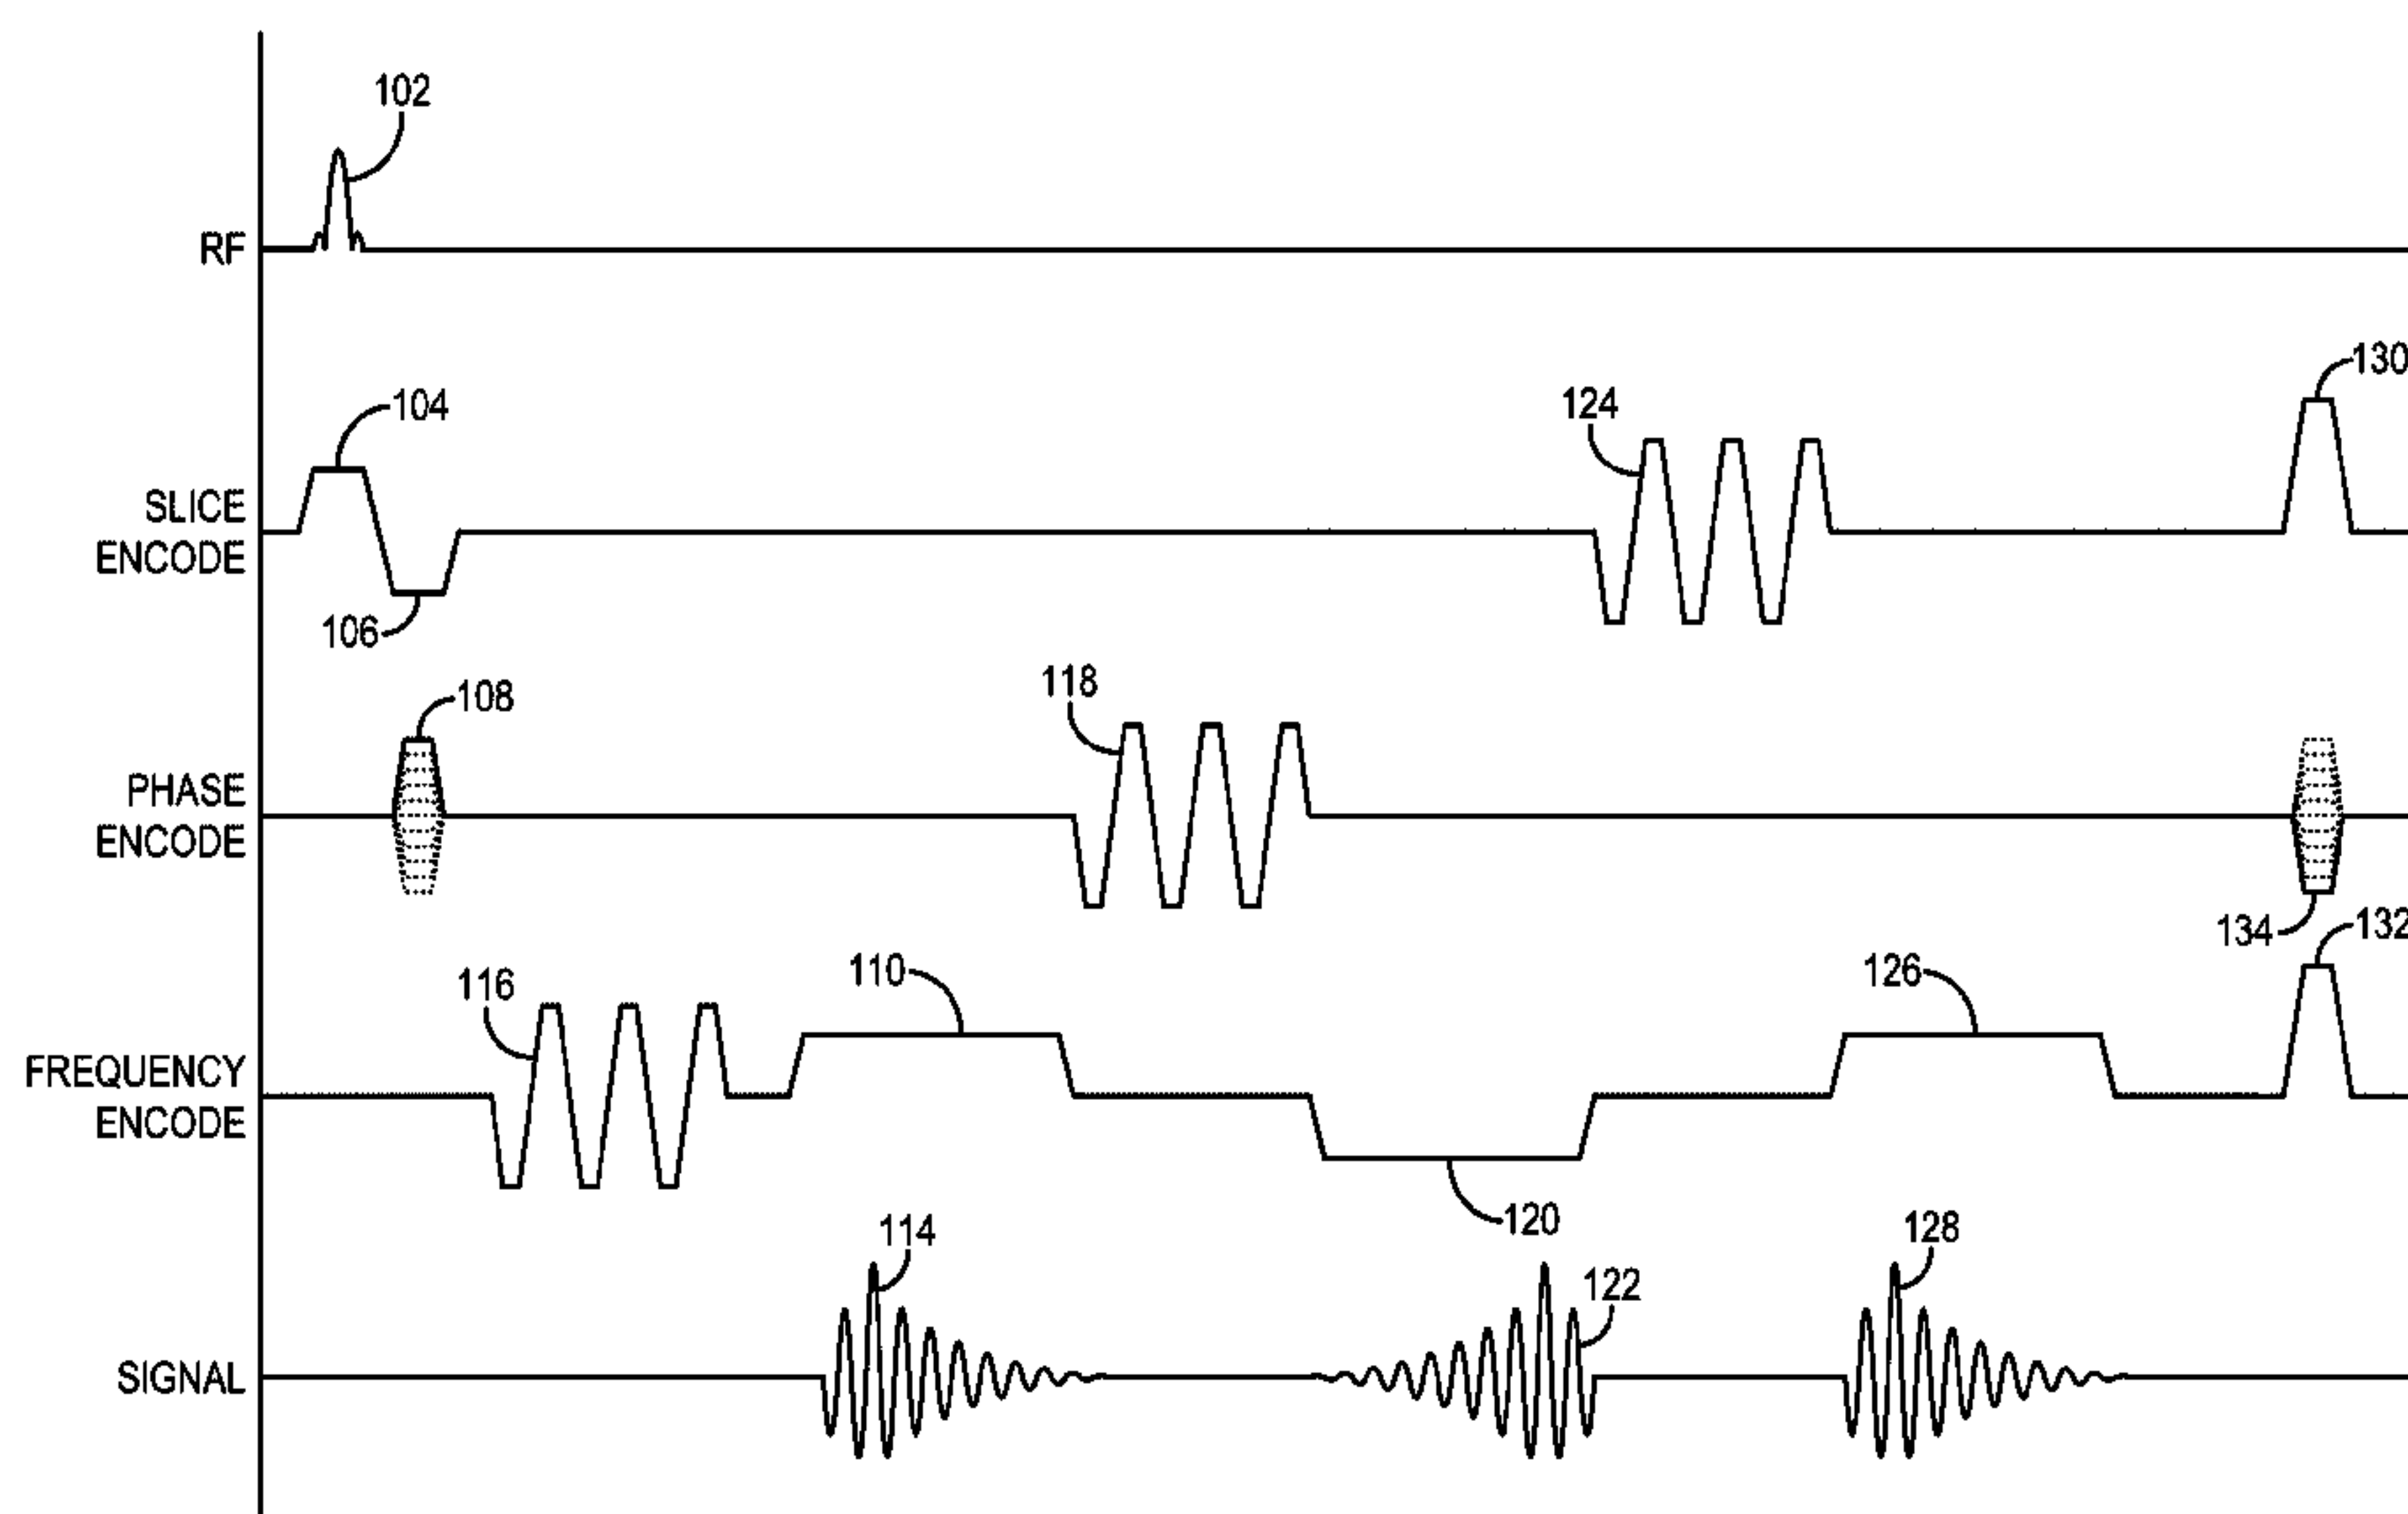 102
RF
130
104
124
SLICE
ENCODE
106
118
108
PHASE
ENCODE
134
132
116
110
126
FREQUENCY
ENCODE
120
114
128
122
SIGNAL